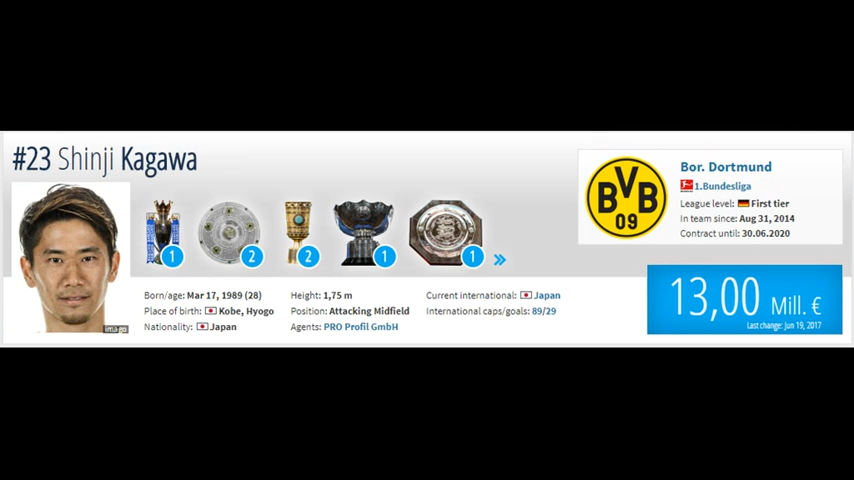 #23 Shinji Kagawa
1
2
2
1
1
»
imago
Born/age: Mar 17, 1989 (28)
Place of birth: Kobe, Hyogo
Nationality: Japan
Height: 1,75 m
Position: Attacking Midfield
Agents: PRO Profil GmbH
Current international: Japan
International caps/goals: 89/29
BVB
09
Bor. Dortmund
1.Bundesliga
League level: First tier
In team since: Aug 31, 2014
Contract until: 30.06.2020
13,00 Mill. €
Last change: Jun 19, 2017